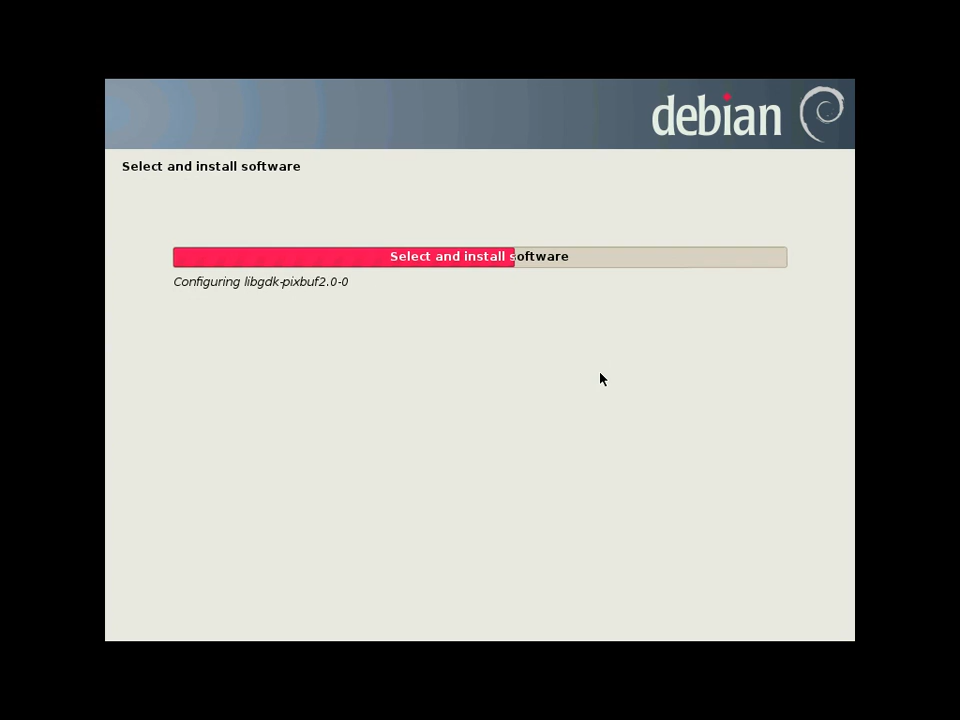 debian
Select and install software
Select and install software
Configuring libgdk-pixbuf2.0-0